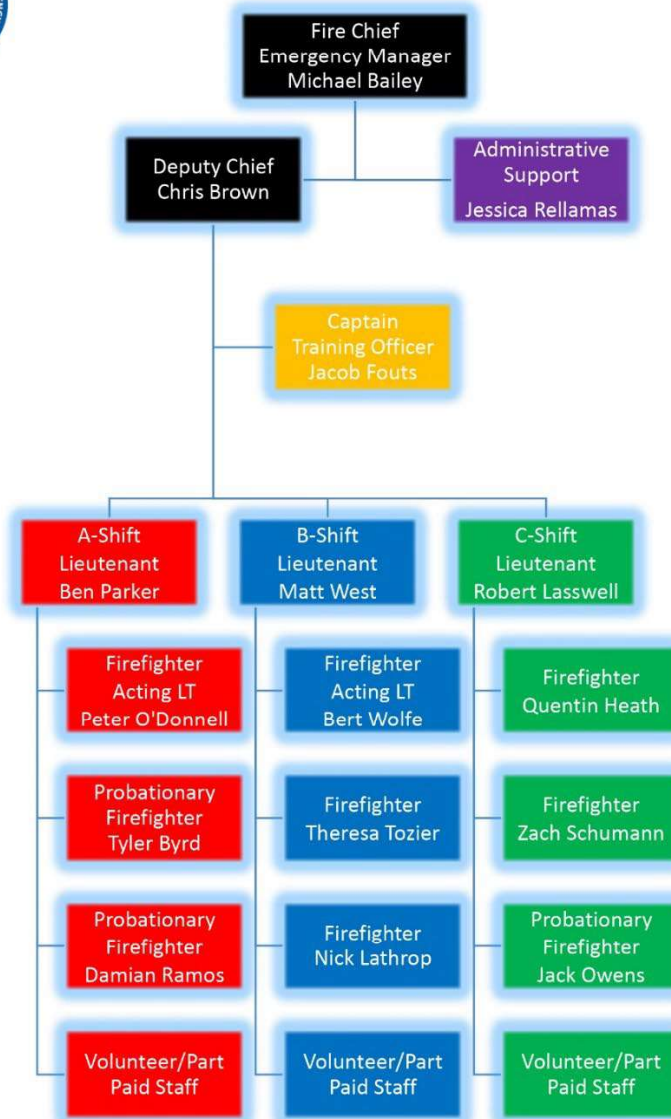 Fire Chief
Emergency Manager
Michael Bailey
Deputy Chief
Chris Brown
Administrative
Support
Jessica Rellamas
Captain
Training Officer
Jacob Fouts
A-Shift
Lieutenant
Ben Parker
B-Shift
Lieutenant
Matt West
C-Shift
Lieutenant
Robert Lasswell
Firefighter
Acting LT
Peter O'Donnell
Firefighter
Acting LT
Bert Wolfe
Firefighter
Quentin Heath
Probationary
Firefighter
Tyler Byrd
Firefighter
Theresa Tozier
Firefighter
Zach Schumann
Probationary
Firefighter
Damian Ramos
Firefighter
Nick Lathrop
Probationary
Firefighter
Jack Owens
Volunteer/Part
Paid Staff
Volunteer/Part
Paid Staff
Volunteer/Part
Paid Staff